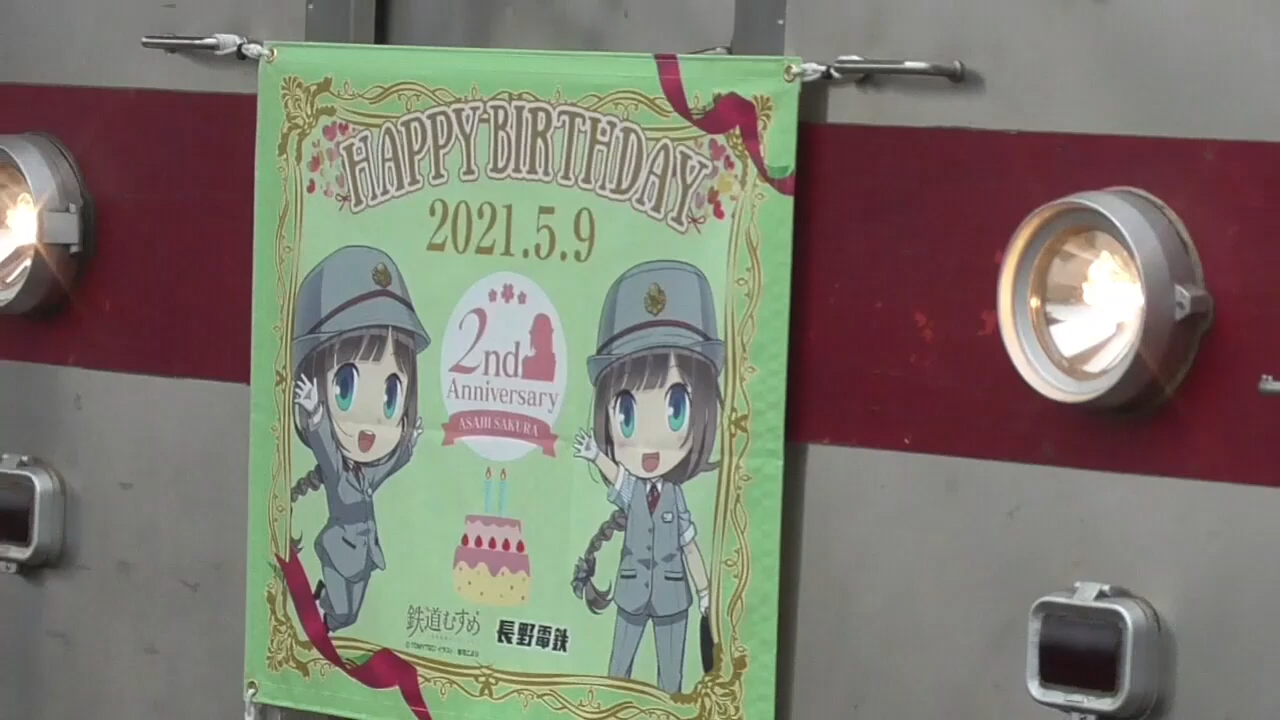 HAPPY BIRTHDAY
2021.5.9
2nd
Anniversary
ASAHI SAKURA
鉄道むすめ
長野電鉄